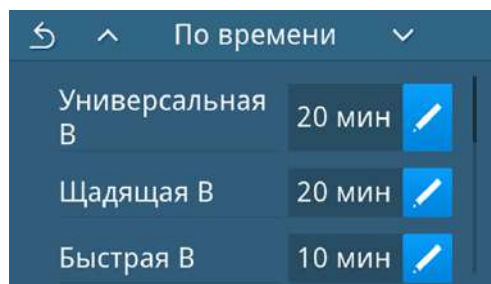 По времени
Универсальная
В
20 мин
Щадящая В
20 мин
Быстрая В
10 мин